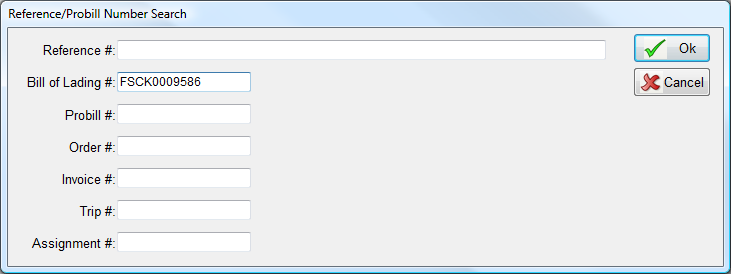 Reference/Probill Number Search
Reference #:
Ok
Bill of Lading #: FSCK0009586
Cancel
Probill #:
Order #:
Invoice #:
Trip #:
Assignment #: